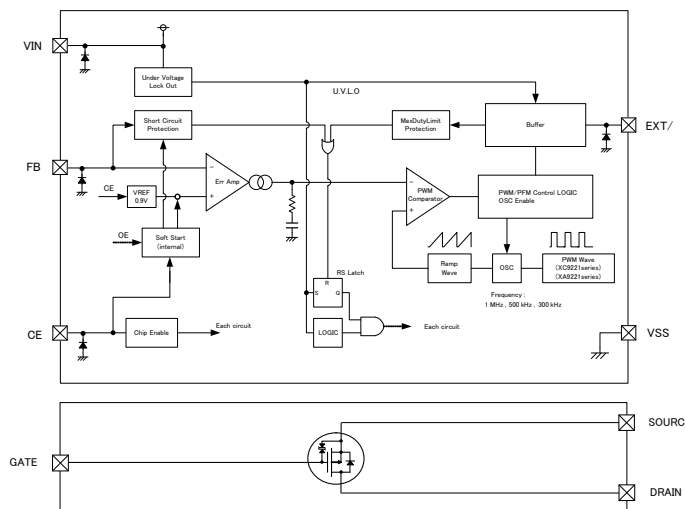 VIN
Under Voltage
Lock Out
U.V.L.O
Short Circuit
Protection
MaxDutyLimit
Protection
Buffer
EXT/
FB
CE
VREF
0.9V
Err Amp
PWM
Comparator
PWM/PFM Control LOGIC
OSC Enable
OE
Soft Start
(internal)
Ramp
Wave
OSC
PWM Wave
(XC9221series)
(XA9221series)
RS Latch
R
S
Q
Frequency :
1 MHz, 500 kHz, 300 kHz
CE
Chip Enable
Each circuit
LOGIC
Each circuit
VSS
SOURC
GATE
DRAIN